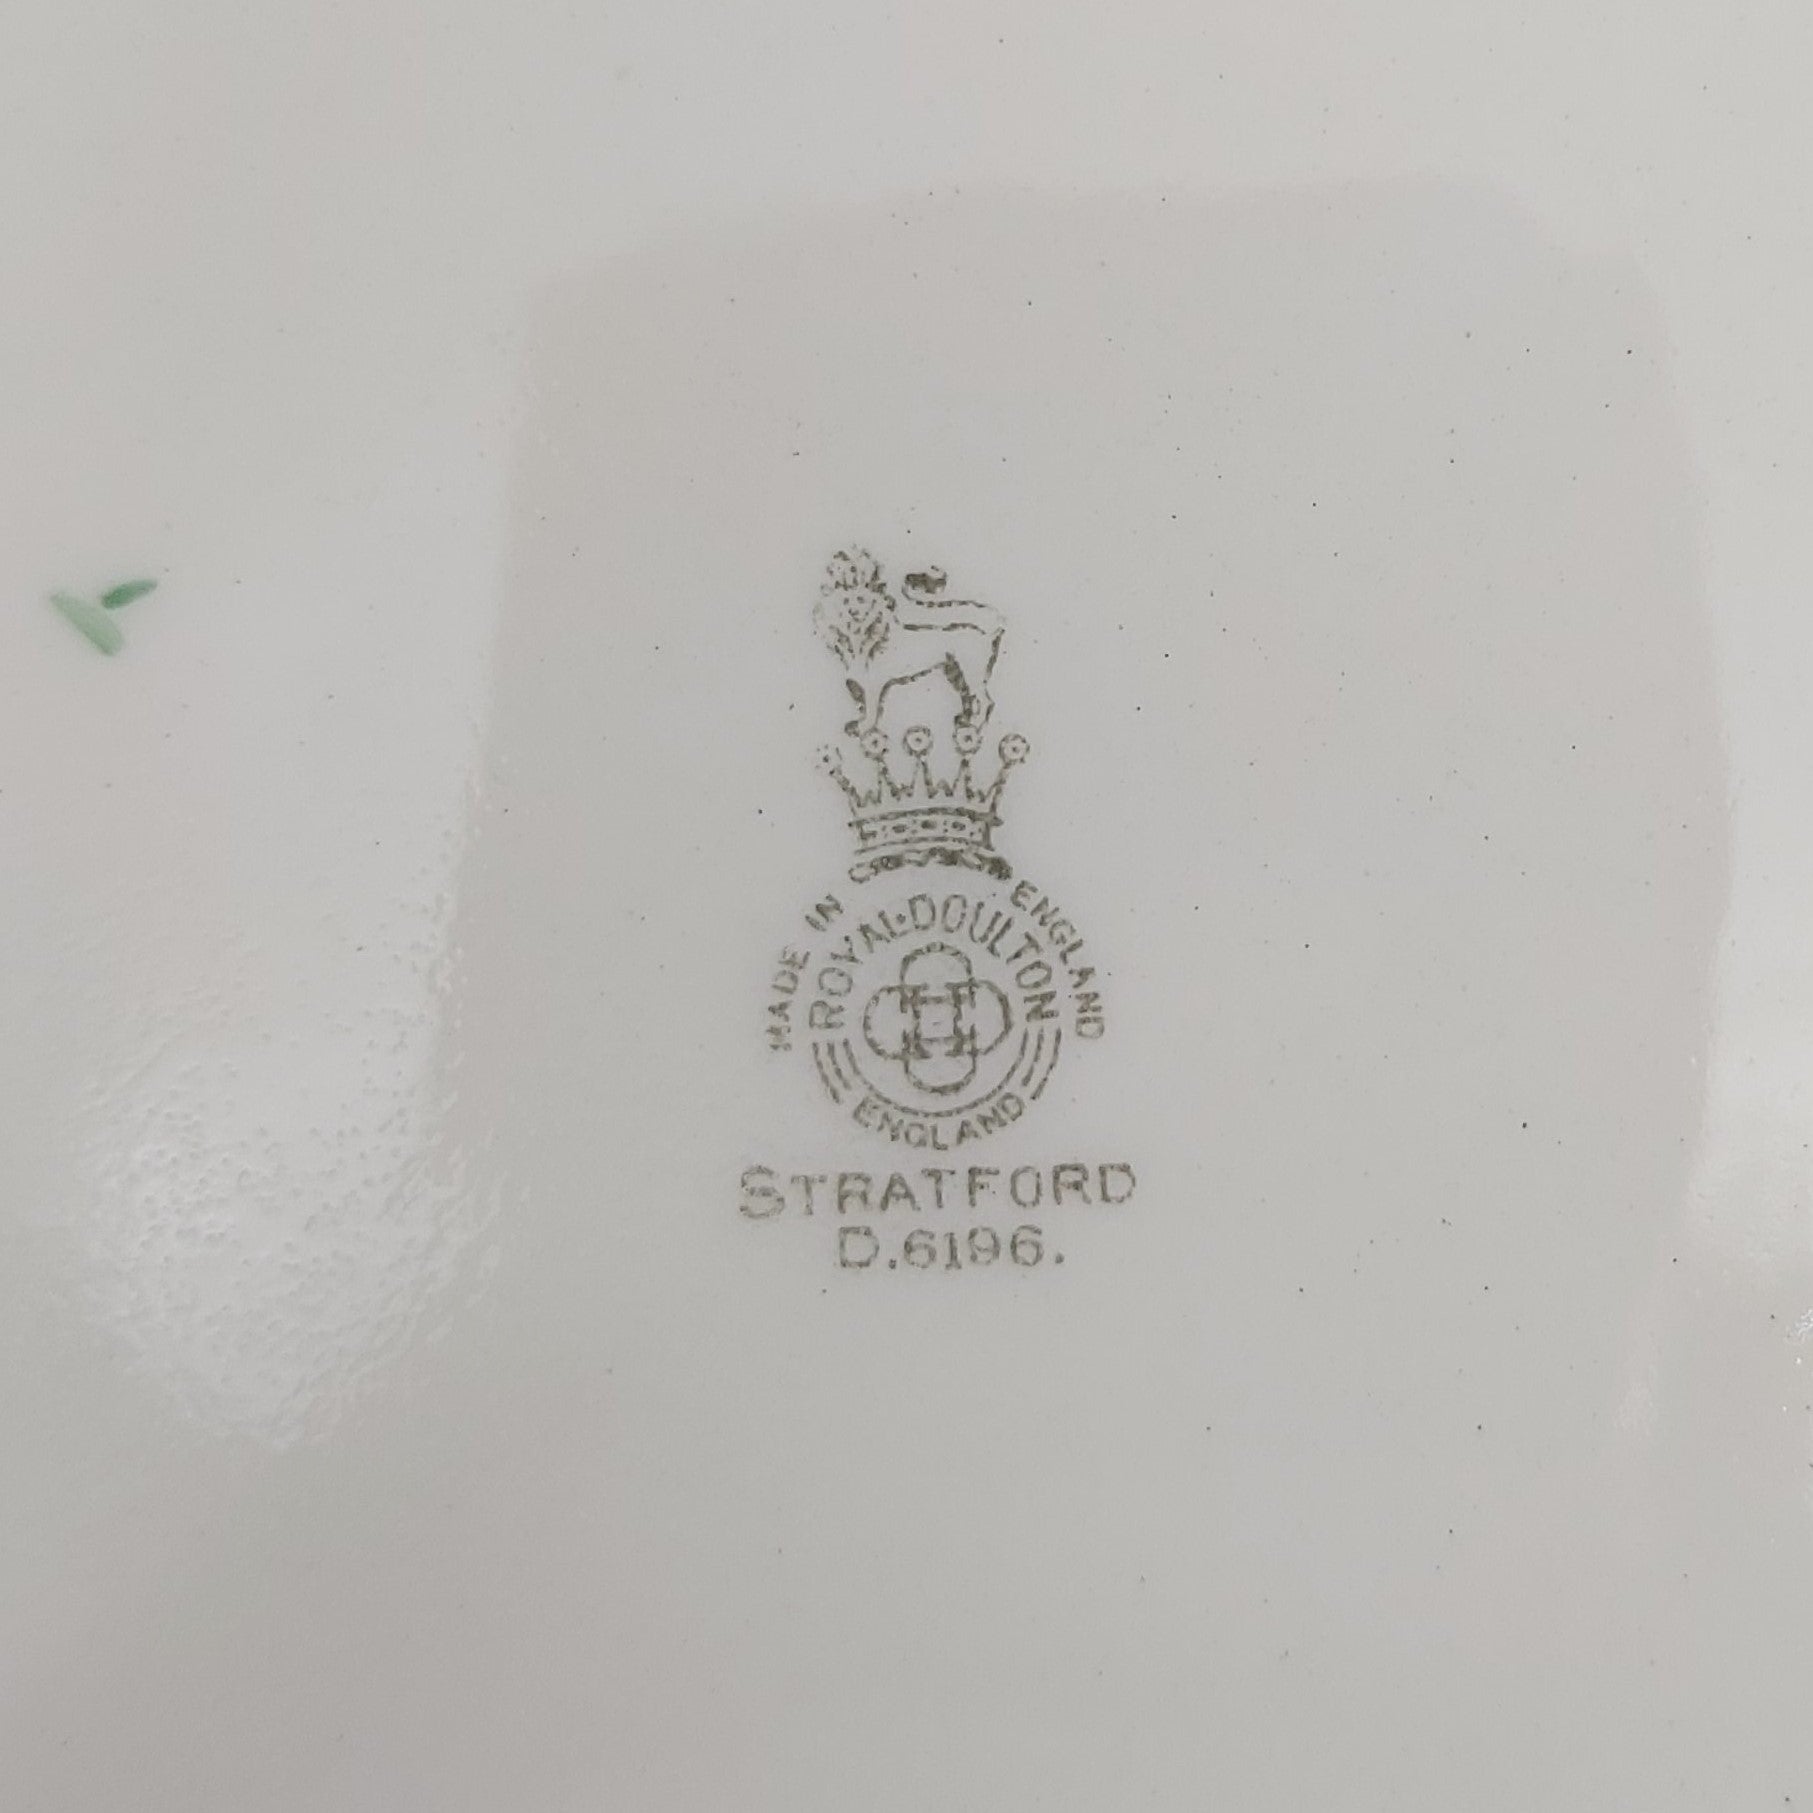 MADE IN ENGLAND
ROYAL·DOULTON
ENGLAND
STRATFORD
D.6196.